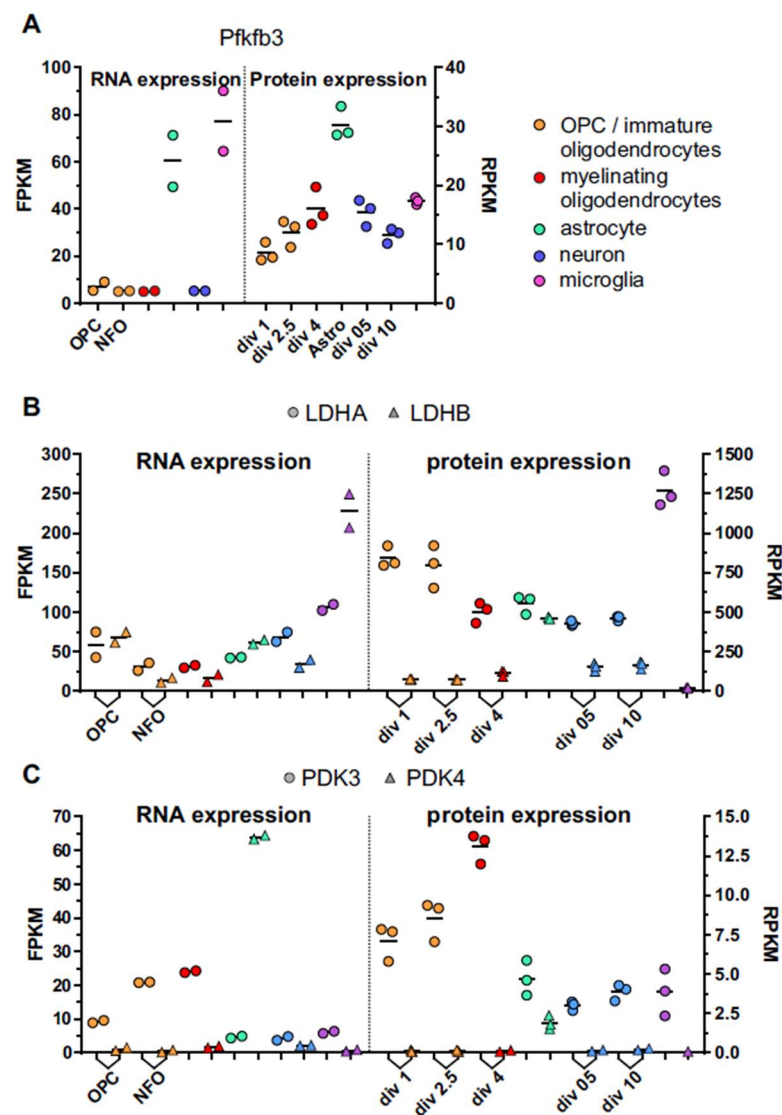 A
Pfkfb3
RNA expression
Protein expression
FPKM
100
80
60
40
20
0
RPKM
40
30
20
10
0
OPC
NFO
div 1
div 2.5
div 4
Astro
div 05
div 10
OPC / immature
oligodendrocytes
myelinating
oligodendrocytes
astrocyte
neuron
microglia
B
LDHA LDHB
RNA expression
protein expression
FPKM
300
250
200
150
100
50
0
RPKM
1500
1250
1000
750
500
250
0
OPC
NFO
div 1
div 2.5
div 4
div 05
div 10
C
PDK3 PDK4
RNA expression
protein expression
FPKM
70
60
50
40
30
20
10
0
RPKM
15.0
12.5
10.0
7.5
5.0
2.5
0.0
OPC
NFO
div 1
div 2.5
div 4
div 05
div 10